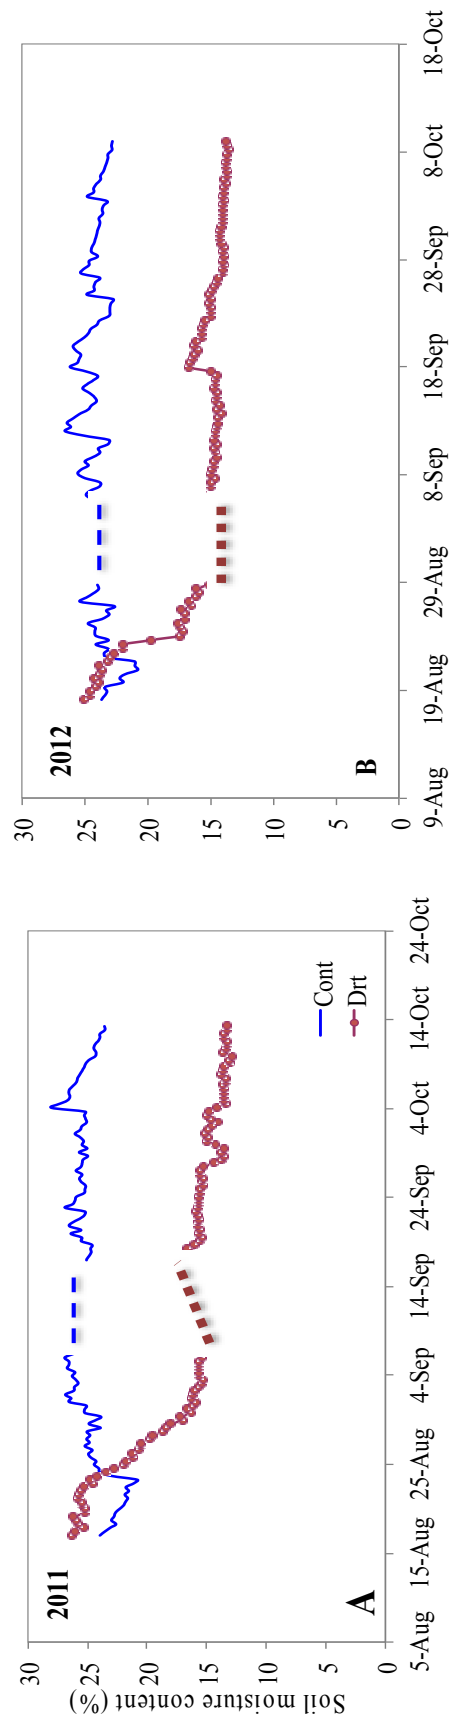 Soil moisture content (%)
30
25
20
15
10
5
0
2011
A
Cont
Drt
5-Aug
15-Aug
25-Aug
4-Sep
14-Sep
24-Sep
4-Oct
14-Oct
24-Oct
30
25
20
15
10
5
0
2012
B
9-Aug
19-Aug
29-Aug
8-Sep
18-Sep
28-Sep
8-Oct
18-Oct